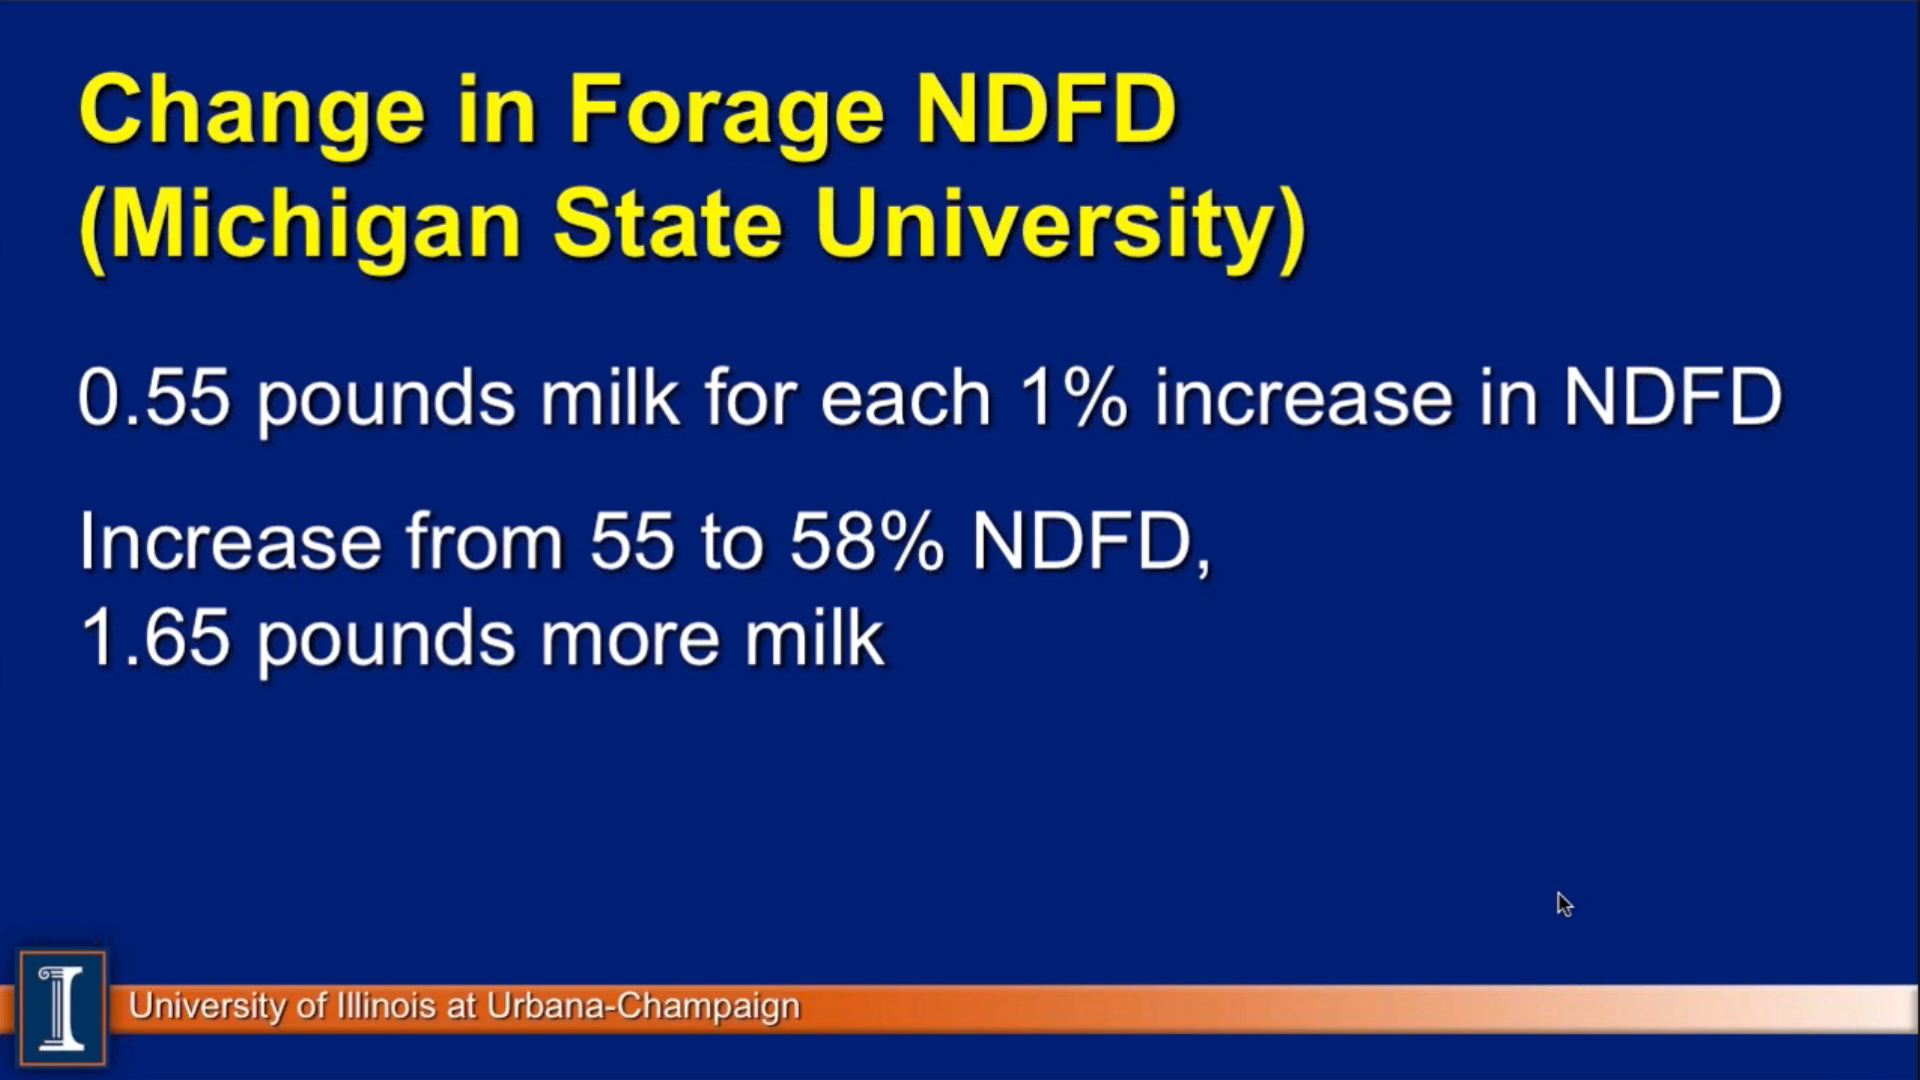 Change in Forage NDFD
(Michigan State University)
0.55 pounds milk for each 1% increase in NDFD
Increase from 55 to 58% NDFD,
1.65 pounds more milk
I
University of Illinois at Urbana-Champaign